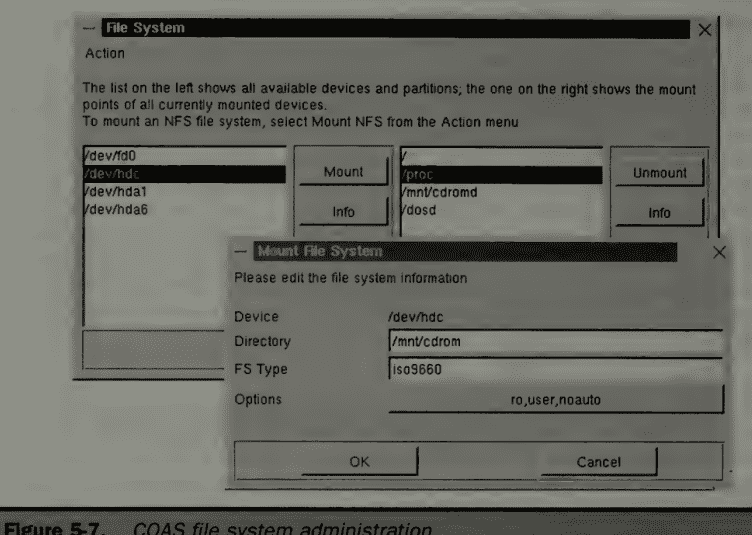 File System
Action
The list on the left shows all available devices and partitions; the one on the right shows the mount
points of all currently mounted devices.
To mount an NFS file system, select Mount NFS from the Action menu
/dev/fd0
/dev/hdc
/dev/hda1
/dev/hda6
Mount
Info
/
/proc
/mnt/cdromd
/dosd
Unmount
Info
Mount File System
Please edit the file system information
Device /dev/hdc
Directory /mnt/cdrom
FS Type iso9660
Options ro,user,noauto
OK Cancel
Figure 5-7. COAS file system administration